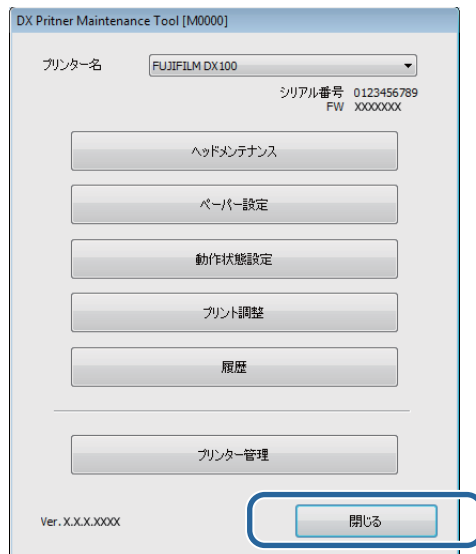 DX Pritner Maintenance Tool [M0000]
プリンター名 FUJIFILM DX100
シリアル番号 0123456789
FW XXXXXXX
ヘッドメンテナンス
ペーパー設定
動作状態設定
プリント調整
履歴
プリンター管理
Ver. X.X.X.XXXX 閉じる